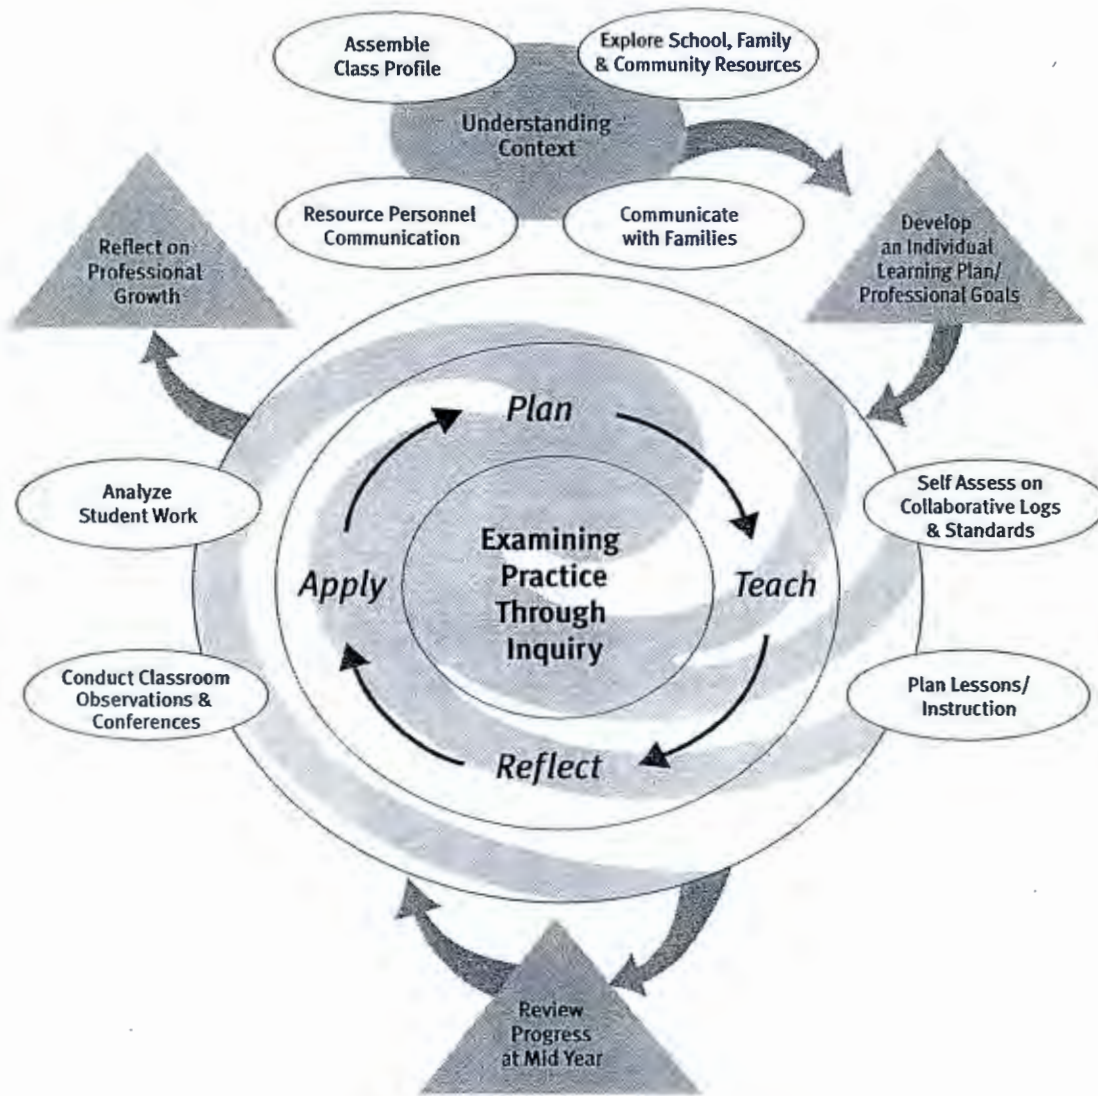 Assemble
Class Profile
Explore School, Family
& Community Resources
Understanding
Context
Resource Personnel
Communication
Communicate
with Families
Reflect on
Professional
Growth
Develop
an Individual
Learning Plan/
Professional Goals
Plan
Analyze
Student Work
Self Assess on
Collaborative Logs
& Standards
Examining
Practice
Through
Inquiry
Apply
Teach
Conduct Classroom
Observations &
Conferences
Plan Lessons/
Instruction
Reflect
Review
Progress
at Mid Year